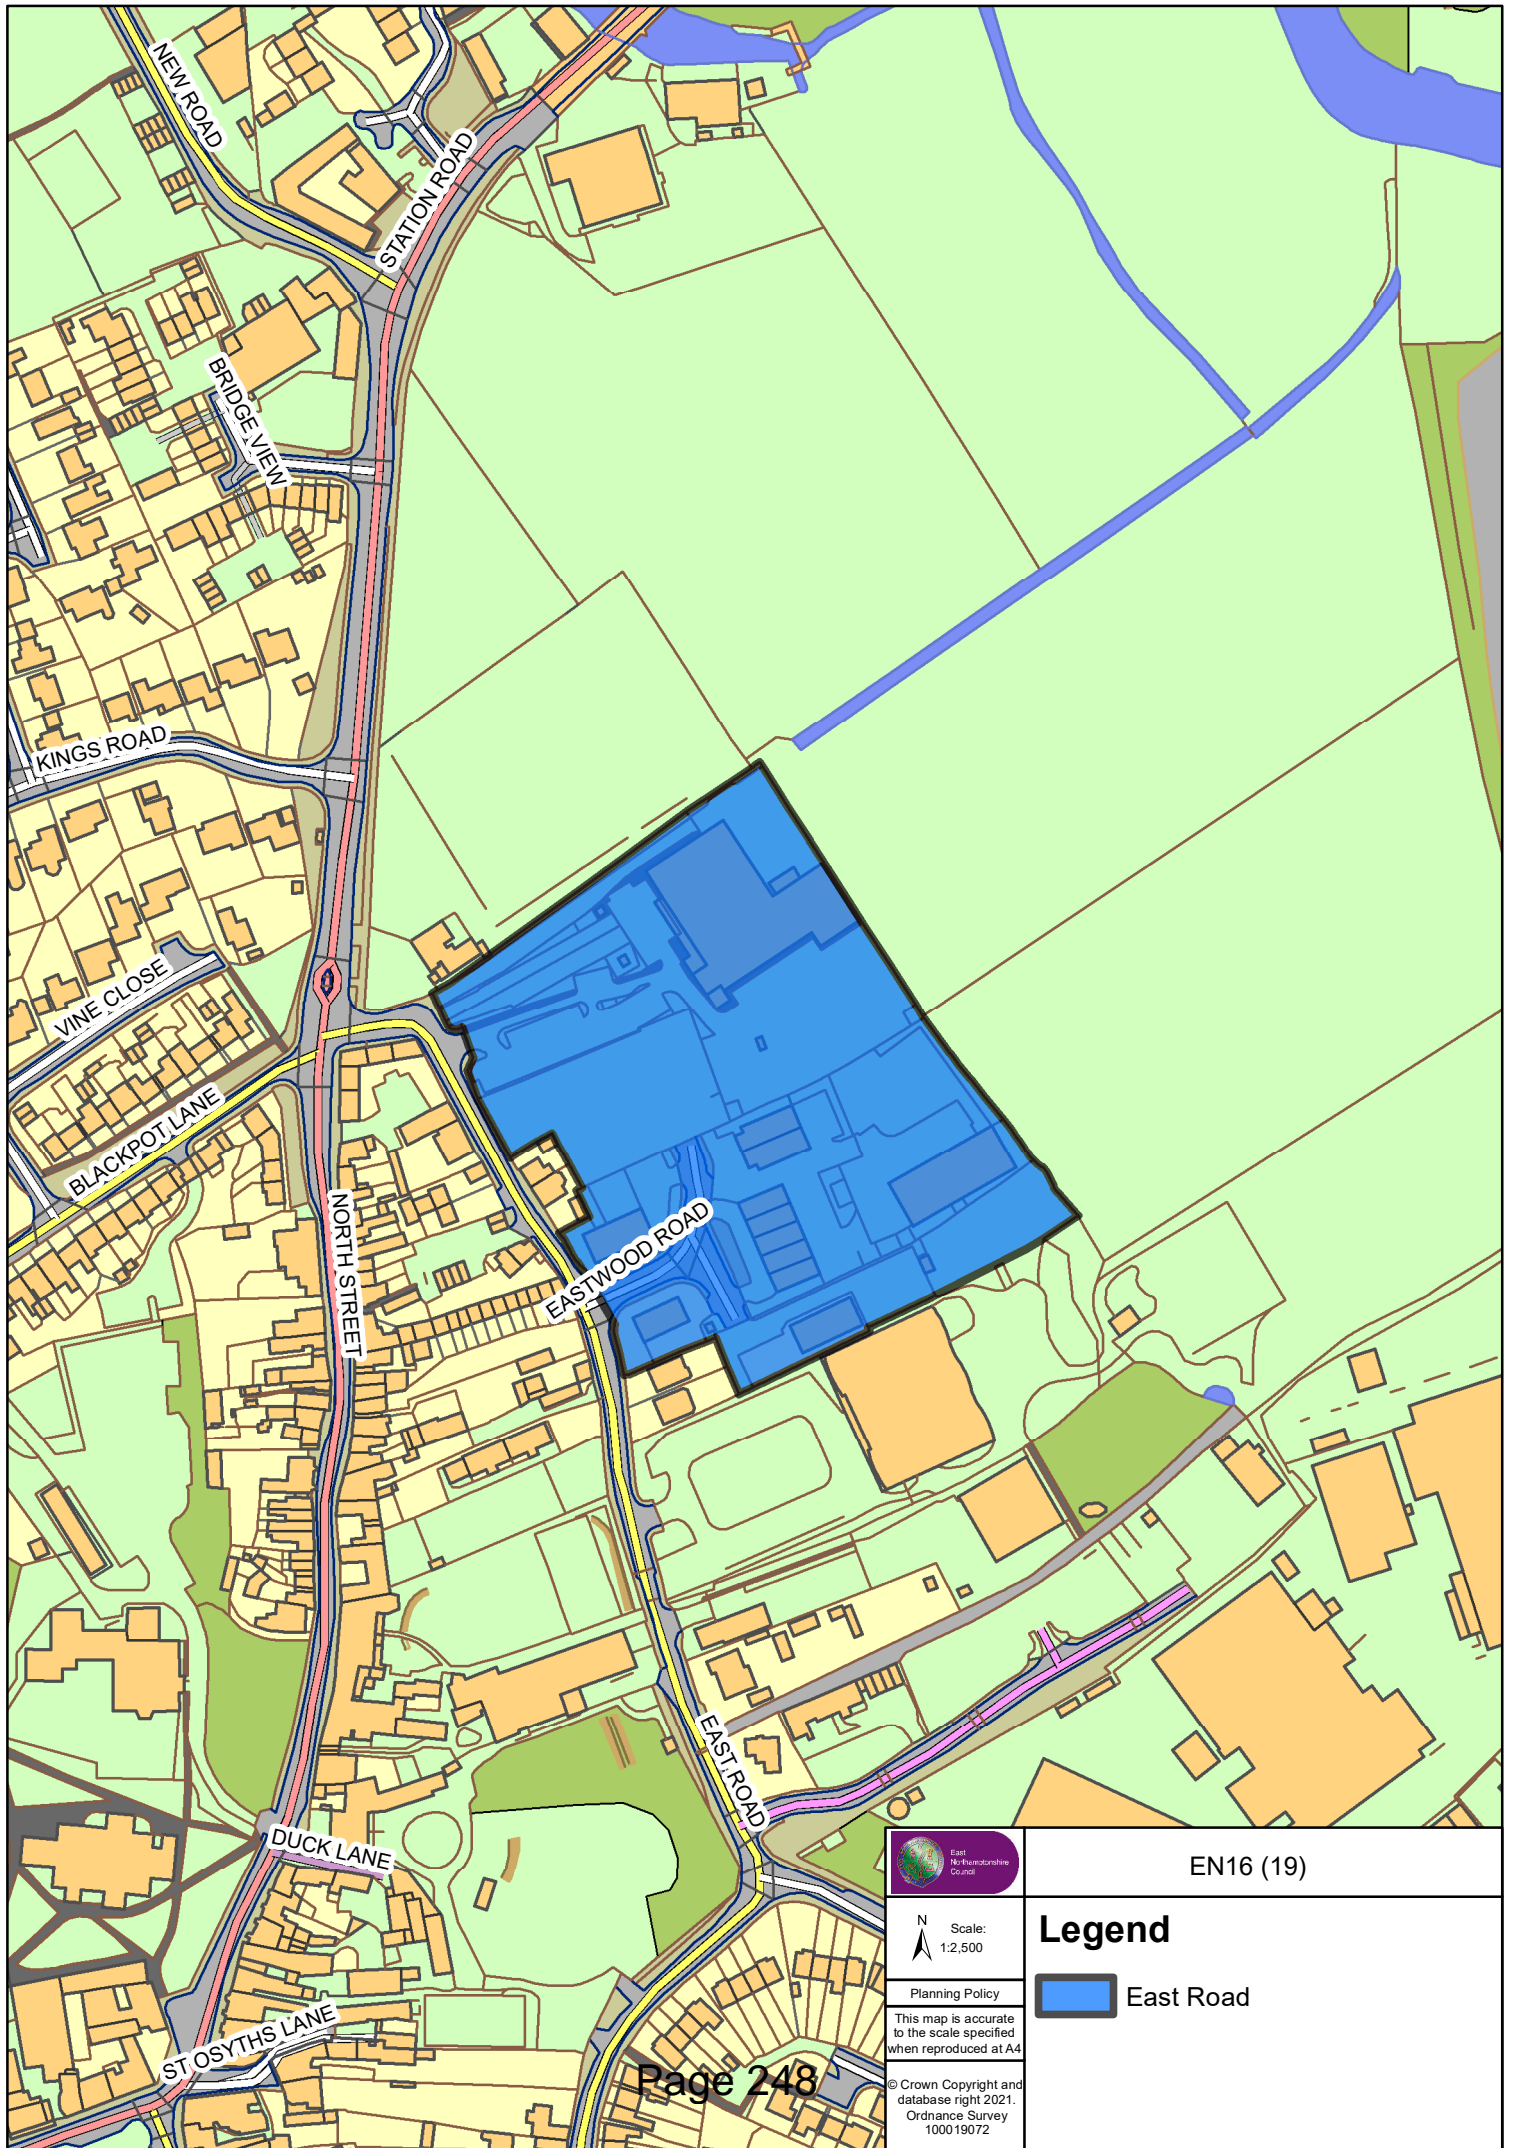 NEW ROAD
STATION ROAD
BRIDGE VIEW
KINGS ROAD
VINE CLOSE
BLACKPOT LANE
NORTH STREET
EASTWOOD ROAD
EAST ROAD
DUCK LANE
ST OSYTHS LANE
Page 248
East
Northamptonshire
Council
EN16 (19)
N
Scale:
1:2,500
Planning Policy
This map is accurate
to the scale specified
when reproduced at A4
© Crown Copyright and
database right 2021.
Ordnance Survey
100019072
Legend
East Road